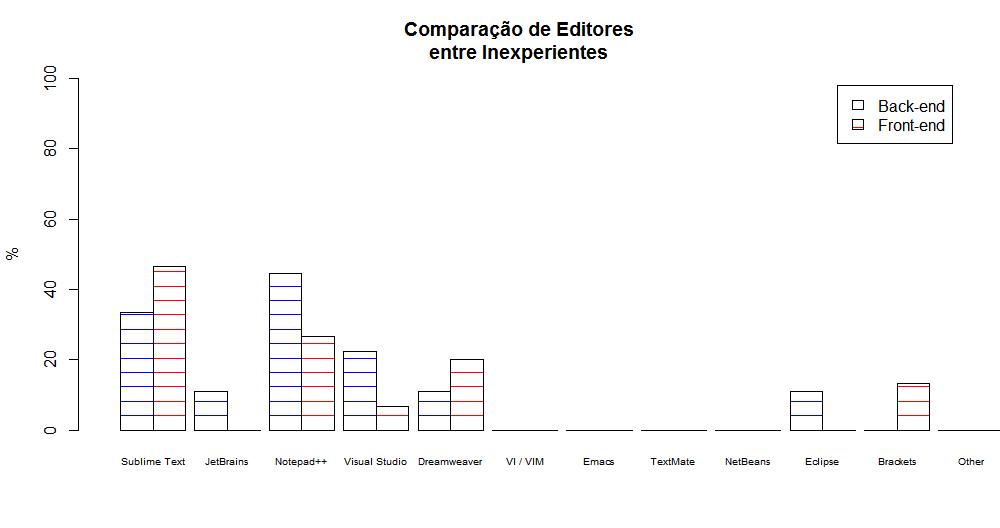 Comparação de Editores
entre Inexperientes
Back-end
Front-end
%
100
80
60
40
20
0
Sublime Text JetBrains Notepad++ Visual Studio Dreamweaver VI / VIM Emacs TextMate NetBeans Eclipse Brackets Other